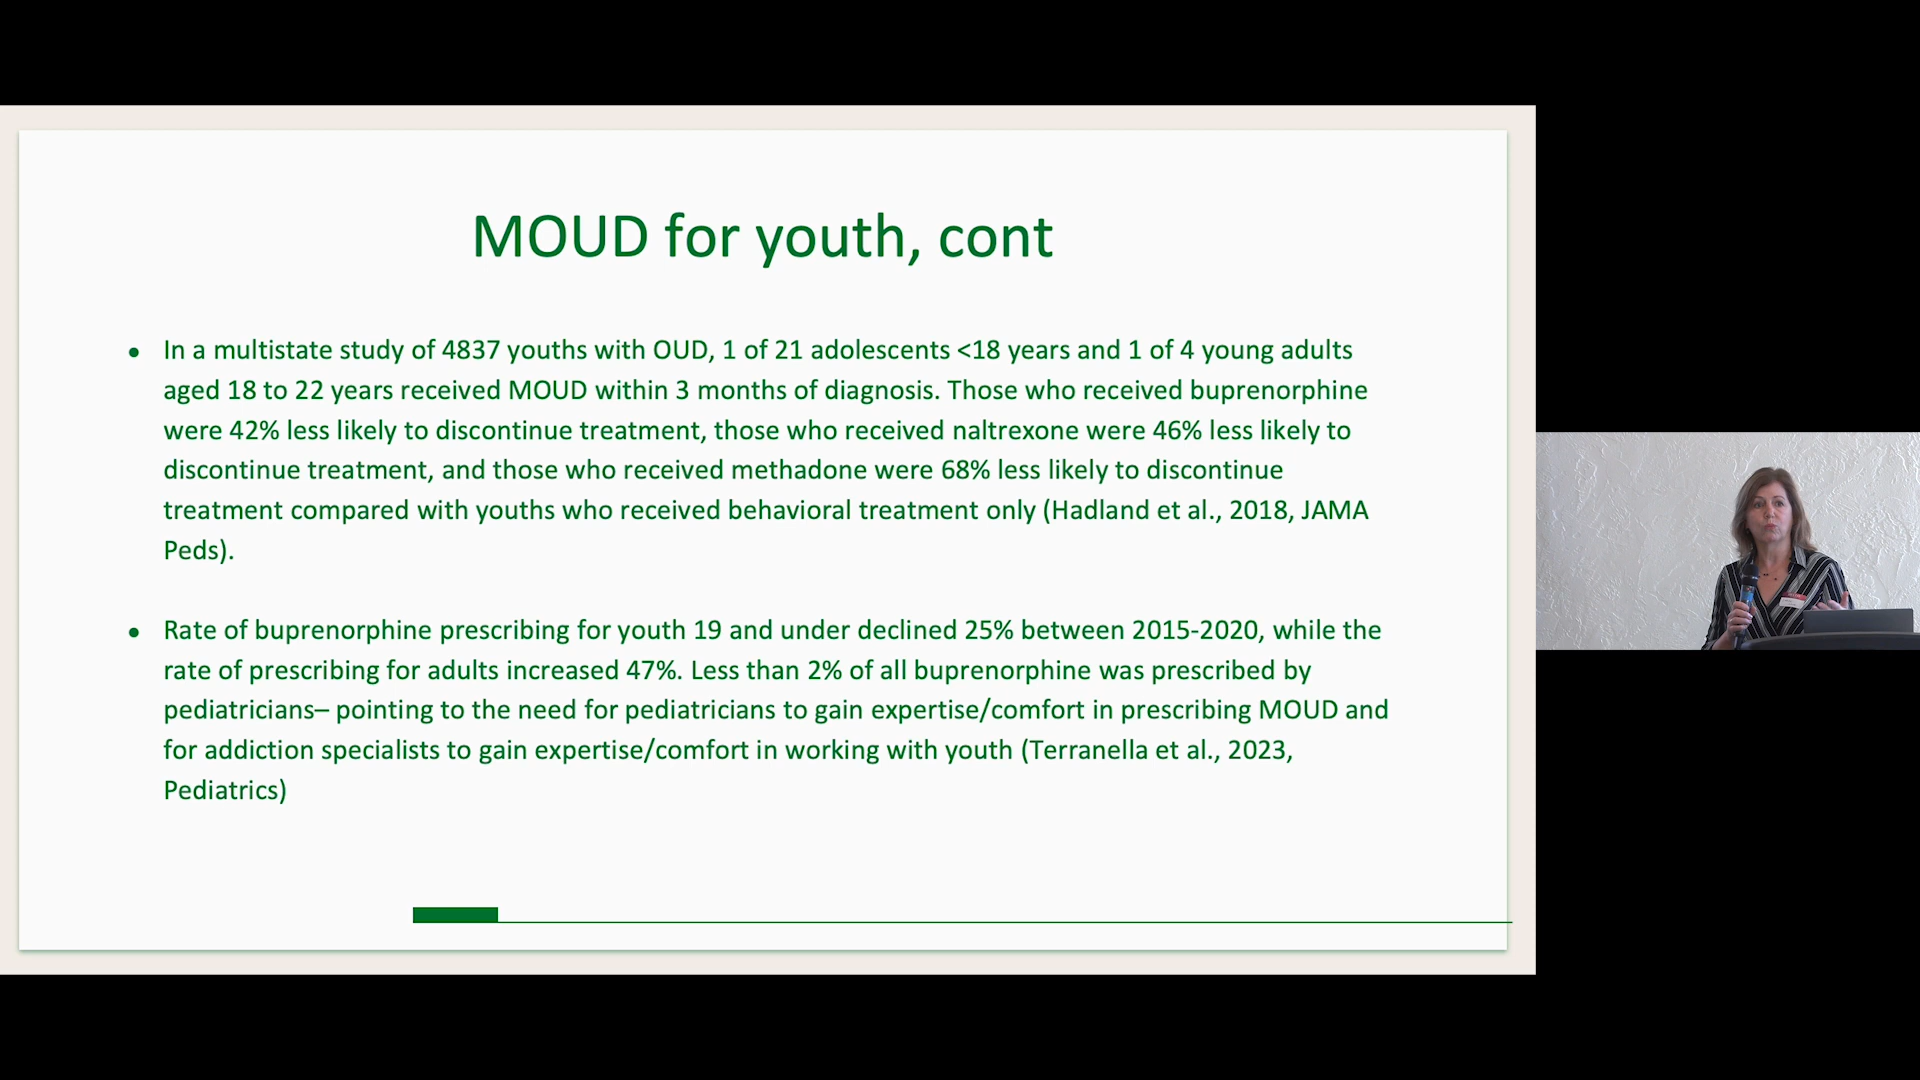 MOUD for youth, cont
• In a multistate study of 4837 youths with OUD, 1 of 21 adolescents <18 years and 1 of 4 young adults
aged 18 to 22 years received MOUD within 3 months of diagnosis. Those who received buprenorphine
were 42% less likely to discontinue treatment, those who received naltrexone were 46% less likely to
discontinue treatment, and those who received methadone were 68% less likely to discontinue
treatment compared with youths who received behavioral treatment only (Hadland et al., 2018, JAMA
Peds).
• Rate of buprenorphine prescribing for youth 19 and under declined 25% between 2015-2020, while the
rate of prescribing for adults increased 47%. Less than 2% of all buprenorphine was prescribed by
pediatricians– pointing to the need for pediatricians to gain expertise/comfort in prescribing MOUD and
for addiction specialists to gain expertise/comfort in working with youth (Terranella et al., 2023,
Pediatrics)